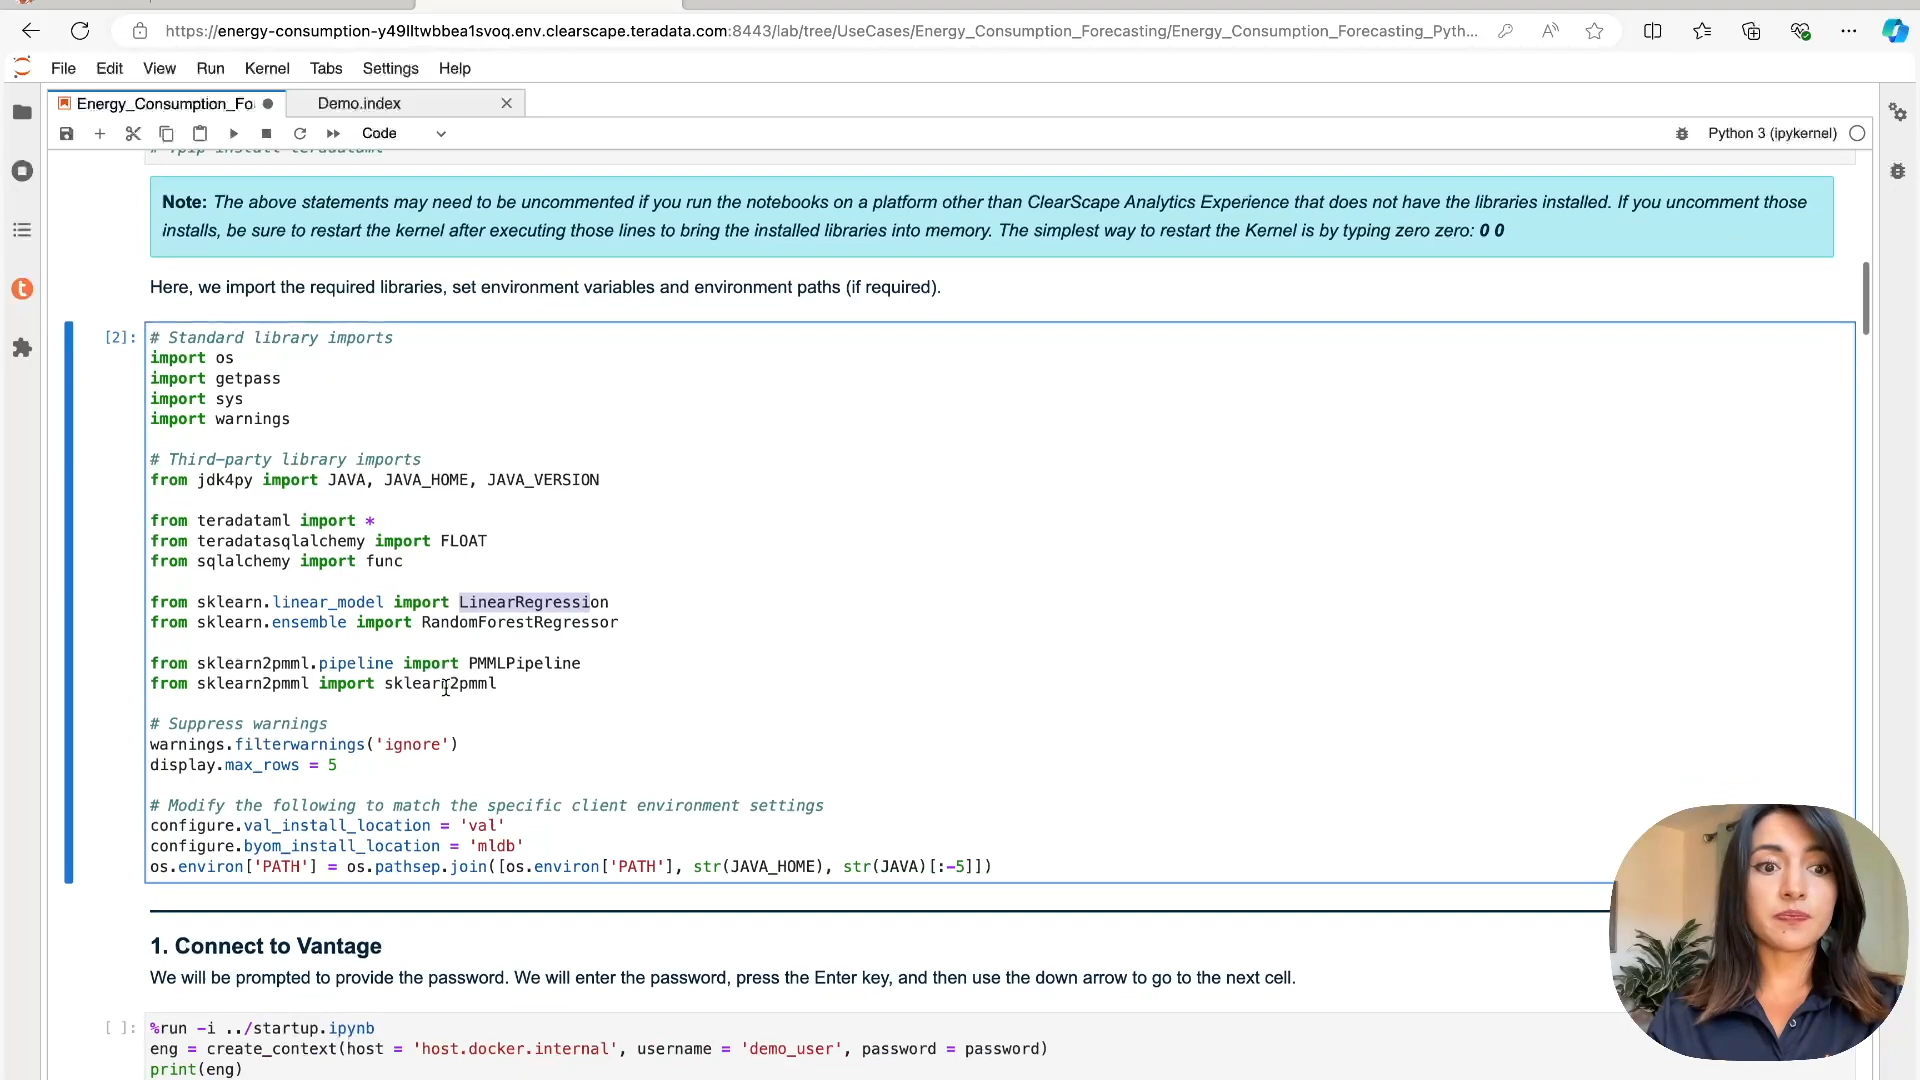 https://energy-consumption-y49lltwbbea1svoq.env.clearscape.teradata.com:8443/lab/tree/UseCases/Energy_Consumption_Forecasting/Energy_Consumption_Forecasting_Pyth...
File Edit View Run Kernel Tabs Settings Help
Energy_Consumption_Fo
Demo.index
Code
Python 3 (ipykernel)
# !pip install teradataml
Note: The above statements may need to be uncommented if you run the notebooks on a platform other than ClearScape Analytics Experience that does not have the libraries installed. If you uncomment those
installs, be sure to restart the kernel after executing those lines to bring the installed libraries into memory. The simplest way to restart the Kernel is by typing zero zero: 0 0
Here, we import the required libraries, set environment variables and environment paths (if required).
[2]:
# Standard library imports
import os
import getpass
import sys
import warnings
# Third-party library imports
from jdk4py import JAVA, JAVA_HOME, JAVA_VERSION
from teradataml import *
from teradatasqlalchemy import FLOAT
from sqlalchemy import func
from sklearn.linear_model import LinearRegression
from sklearn.ensemble import RandomForestRegressor
from sklearn2pmml.pipeline import PMMLPipeline
from sklearn2pmml import sklearn2pmml
# Suppress warnings
warnings.filterwarnings('ignore')
display.max_rows = 5
# Modify the following to match the specific client environment settings
configure.val_install_location = 'val'
configure.byom_install_location = 'mldb'
os.environ['PATH'] = os.pathsep.join([os.environ['PATH'], str(JAVA_HOME), str(JAVA)[:-5]])
1. Connect to Vantage
We will be prompted to provide the password. We will enter the password, press the Enter key, and then use the down arrow to go to the next cell.
[ ]:
%run -i ../startup.ipynb
eng = create_context(host = 'host.docker.internal', username = 'demo_user', password = password)
print(eng)